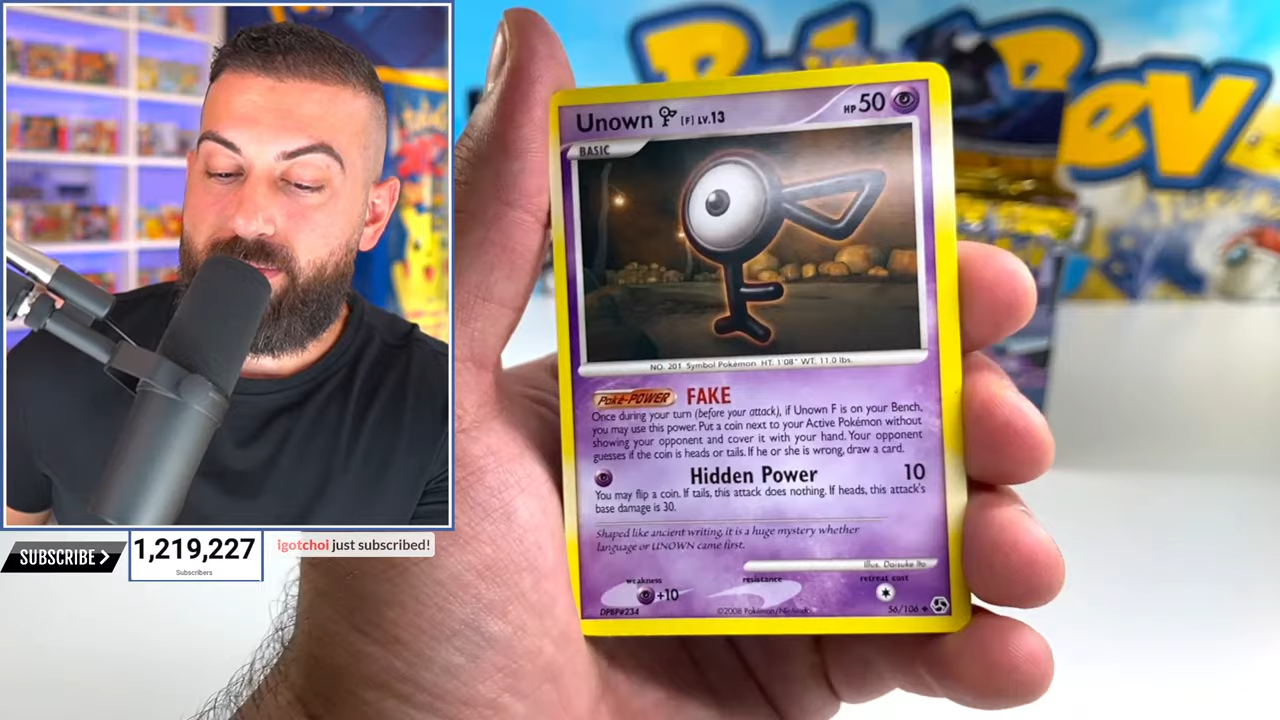 PokeRev
Unown [F] LV.13
HP 50
BASIC
NO. 201 Symbol Pokémon HT: 1'08" WT: 11.0 lbs.
Poké-POWER FAKE
Once during your turn (before your attack), if Unown F is on your Bench,
you may use this power. Put a coin next to your Active Pokémon without
showing your opponent and cover it with your hand. Your opponent
guesses if the coin is heads or tails. If he or she is wrong, draw a card.
Hidden Power 10
You may flip a coin. If tails, this attack does nothing. If heads, this attack's
base damage is 30.
Shaped like ancient writing, it is a huge mystery whether
language or UNOWN came first.
Illus. Daisuke Ito
weakness resistance retreat cost
+10
DPBP#234 ©2008 Pokémon/Nintendo 56/106
SUBSCRIBE >
1,219,227
Subscribers
igotchoi just subscribed!